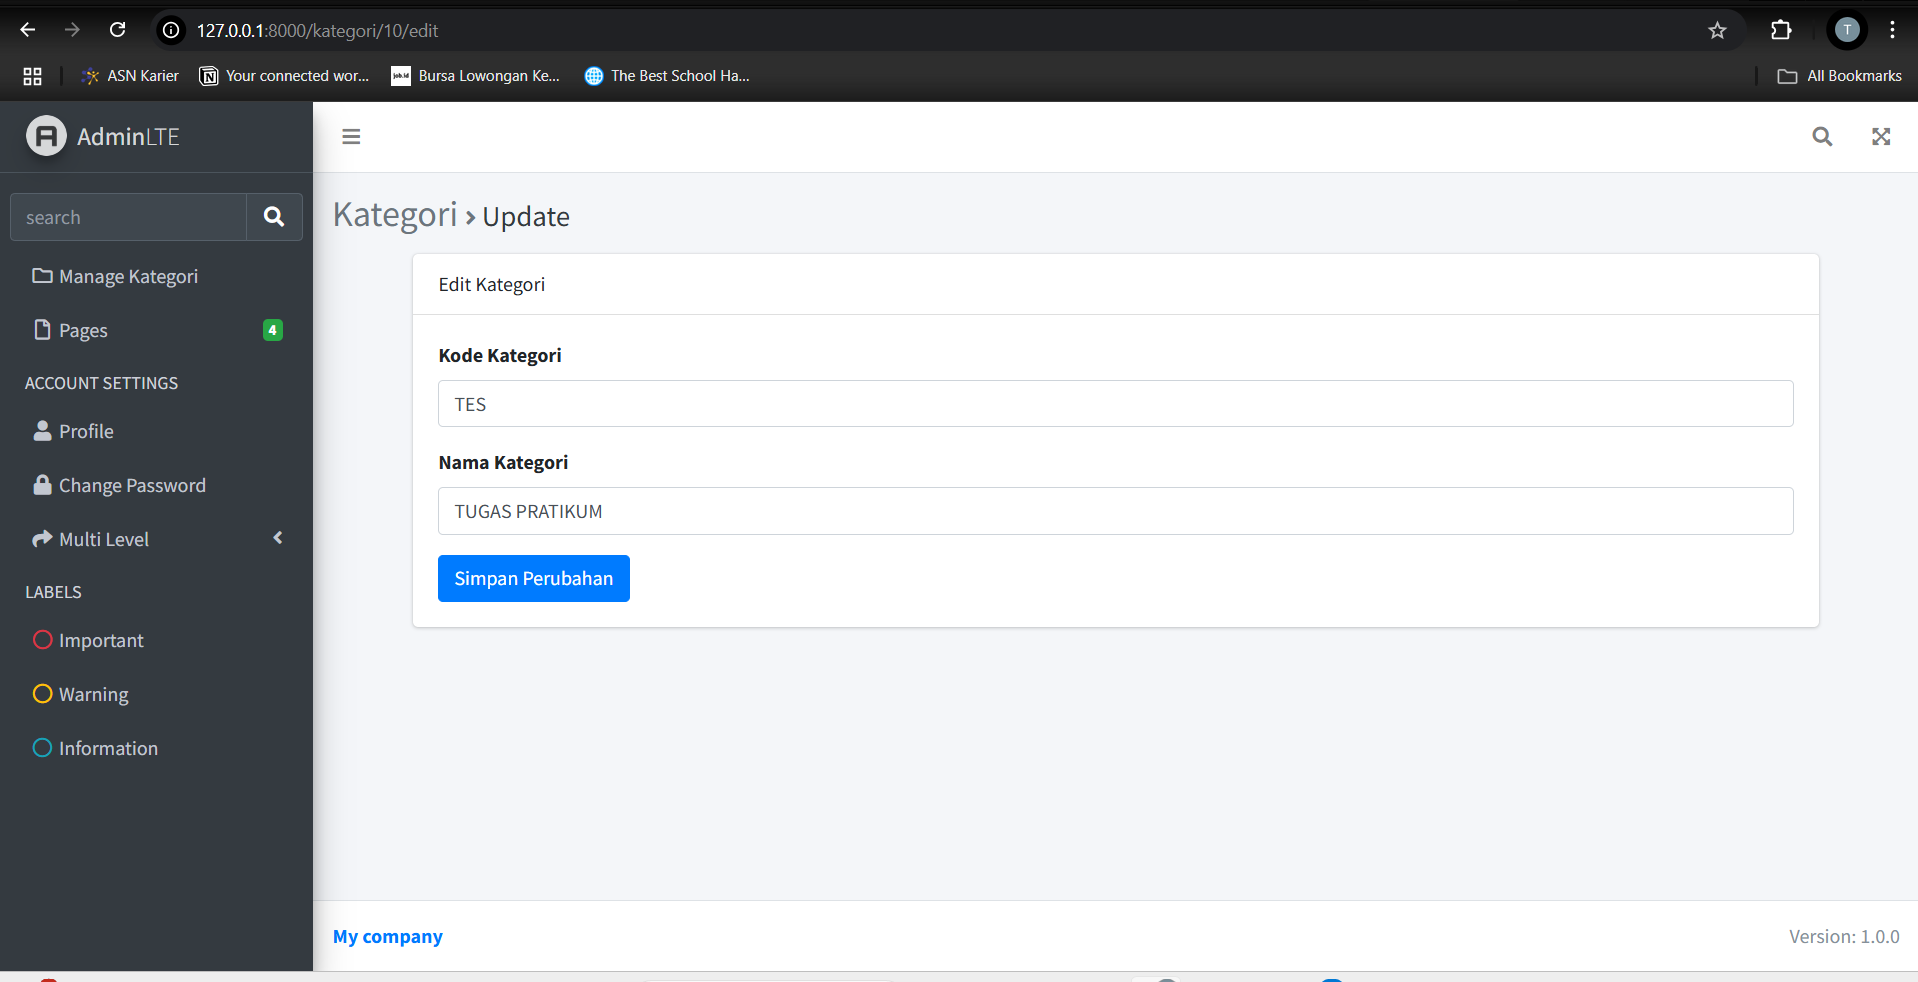 127.0.0.1:8000/kategori/10/edit
T
ASN Karier
Your connected wor...
Bursa Lowongan Ke...
The Best School Ha...
All Bookmarks
AdminLTE
search
Manage Kategori
Pages
4
ACCOUNT SETTINGS
Profile
Change Password
Multi Level
LABELS
Important
Warning
Information
Kategori > Update
Edit Kategori
Kode Kategori
TES
Nama Kategori
TUGAS PRATIKUM
Simpan Perubahan
My company
Version: 1.0.0